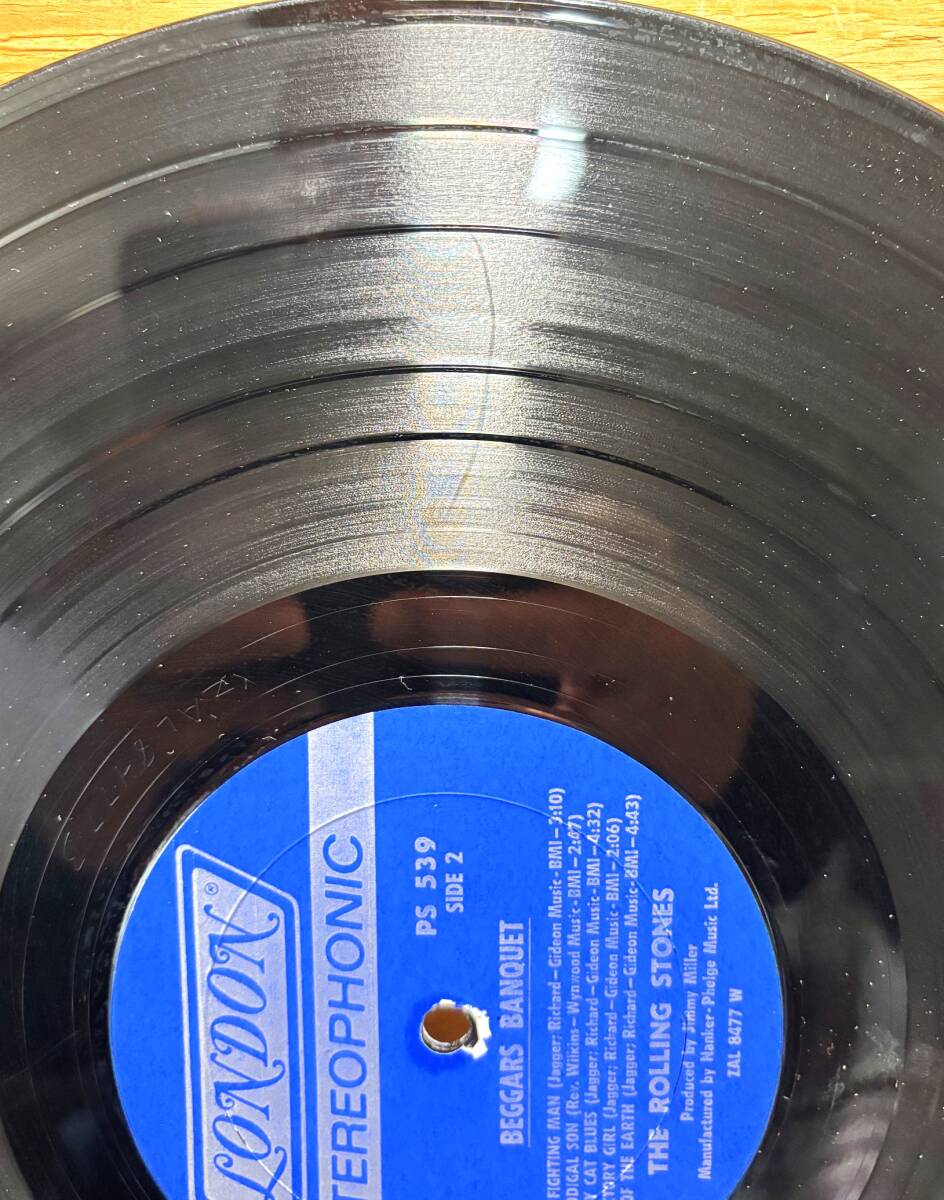 LONDON ®
TEREOPHONIC
PS 539
SIDE 2
BEGGARS BANQUET
FIGHTING MAN (Jagger; Richard-Gideon Music-BMI-3:10)
DIGAL SON (Rev. Wilkins-Wynwood Music-BMI-2:47)
Y CAT BLUES (Jagger; Richard-Gideon Music-BMI-4:32)
TORY GIRL (Jagger; Richard-Gideon Music-BMI-2:06)
OF THE EARTH (Jagger; Richard-Gideon Music-BMI-4:43)
THE ROLLING STONES
Produced by Jimmy Miller
Manufactured by Nanker-Phelge Music Ltd.
ZAL 8477 W